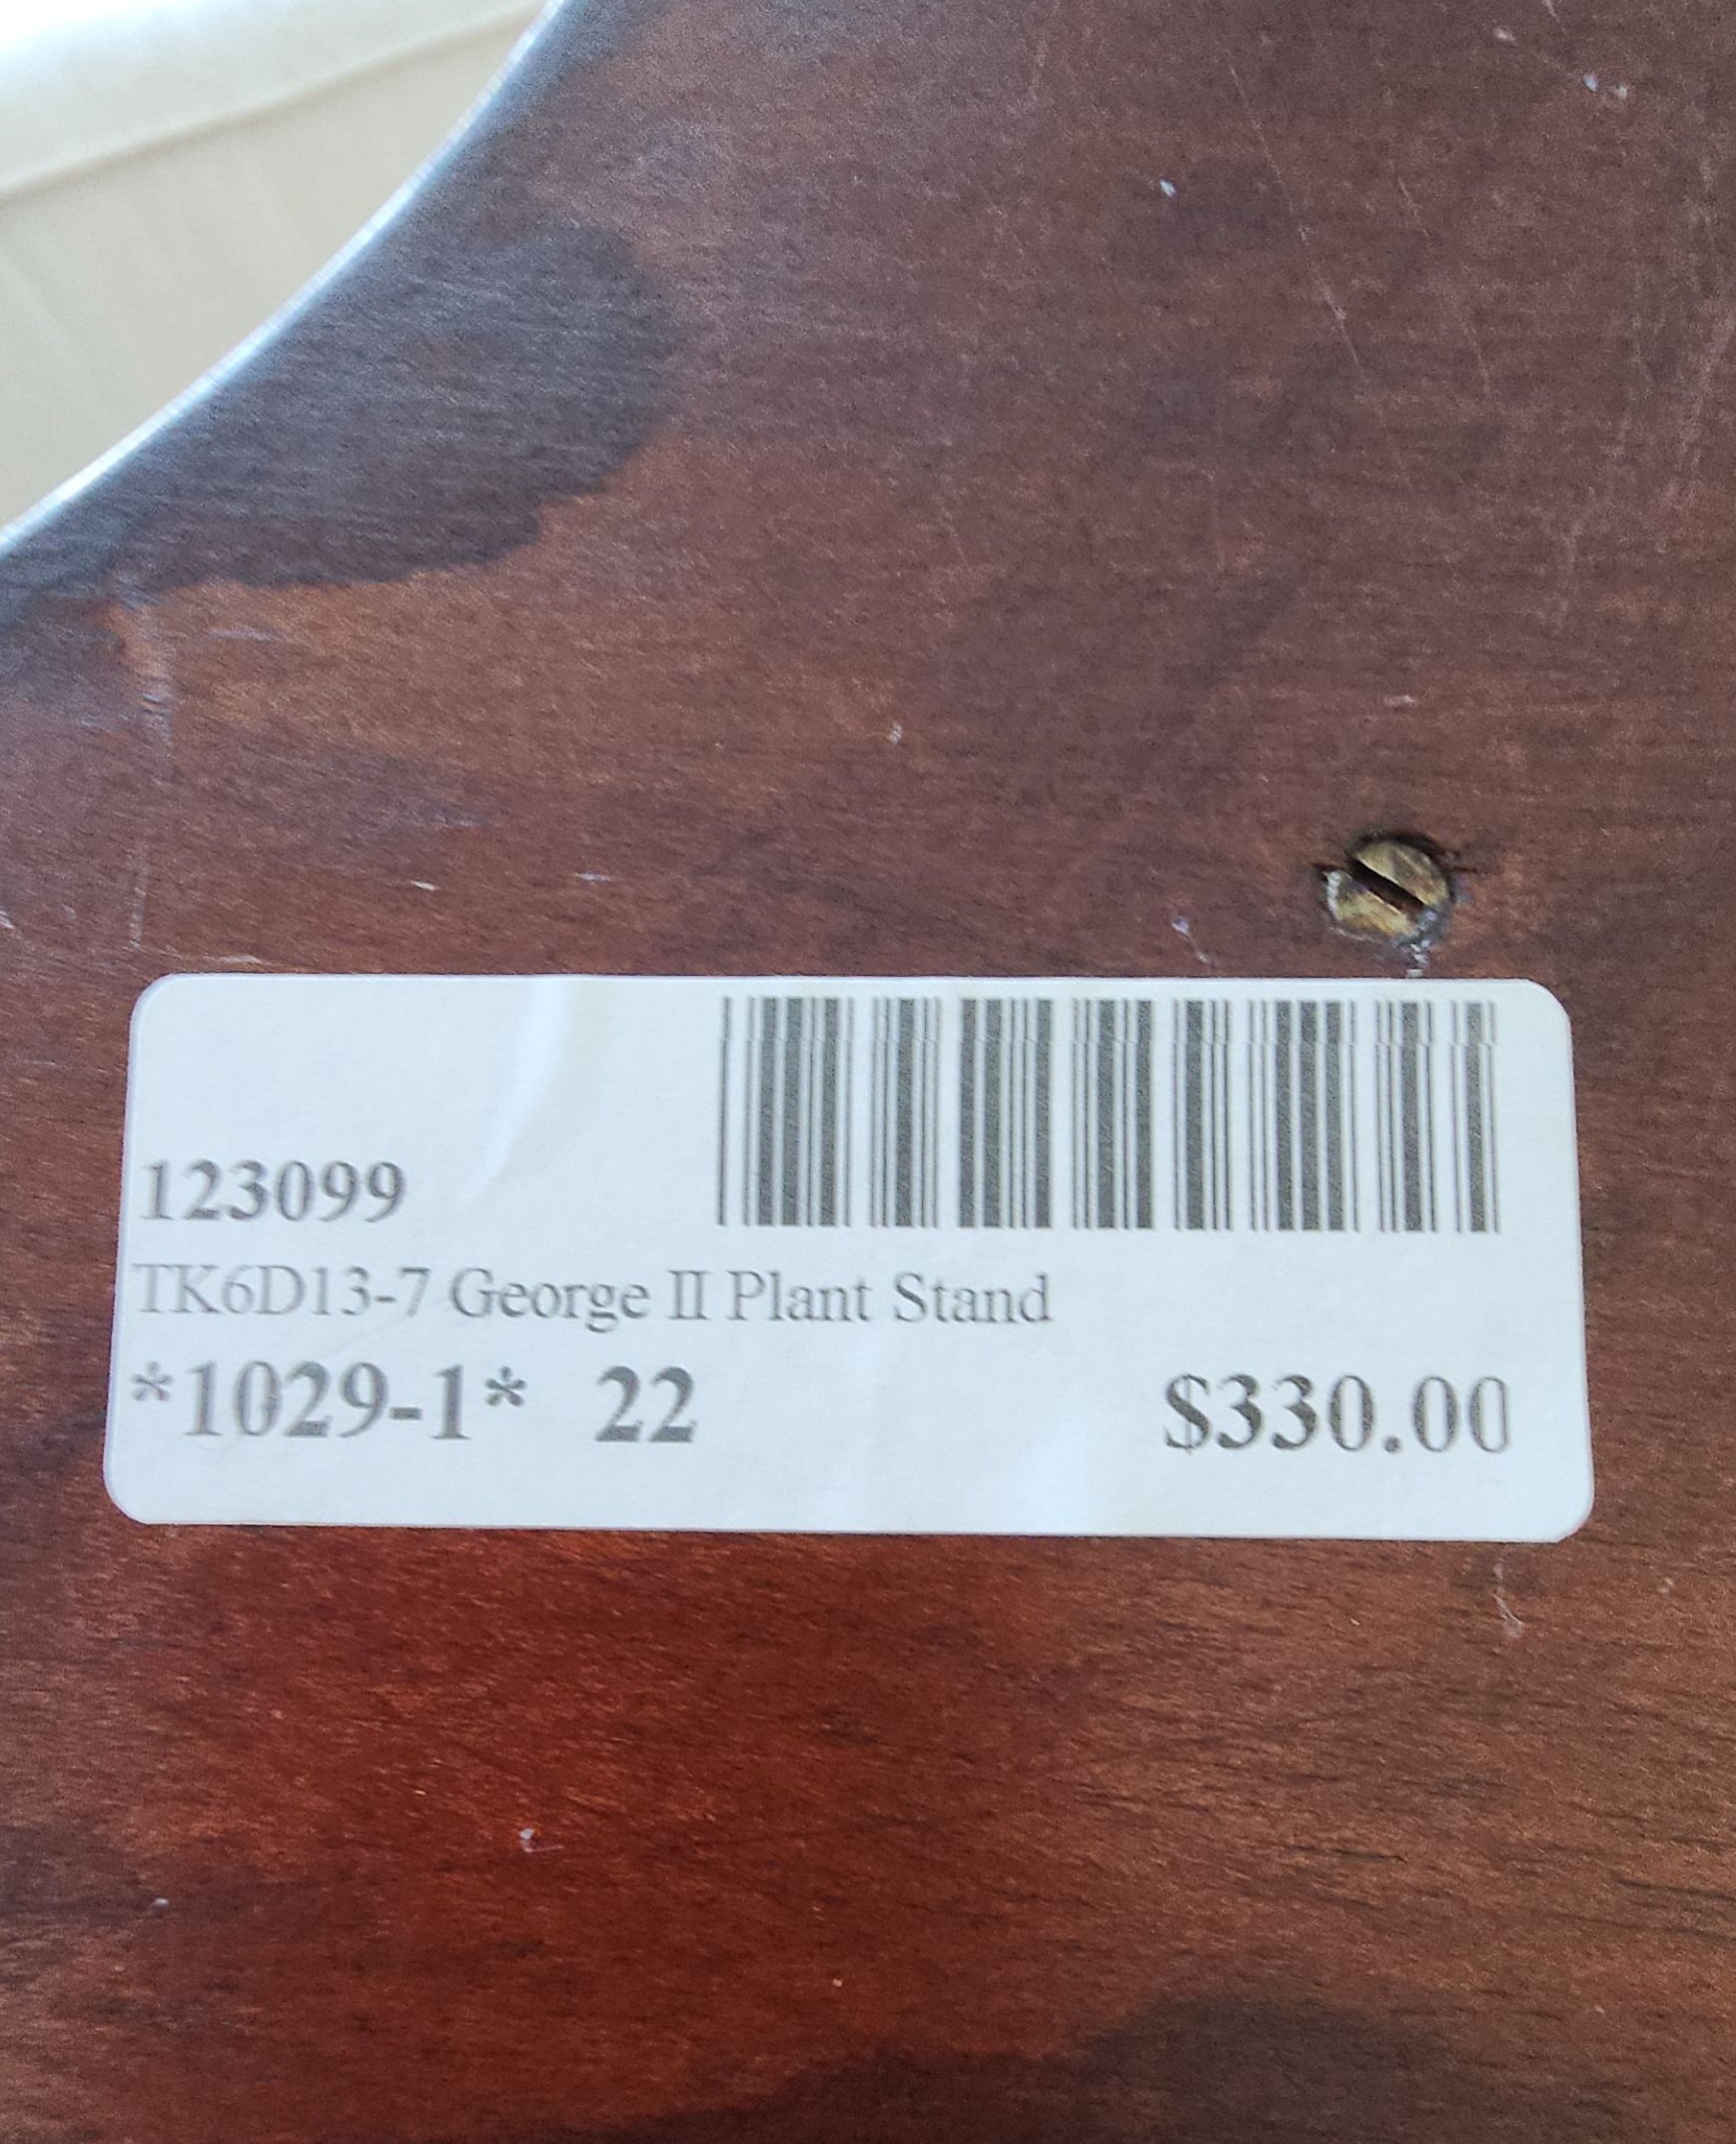 123099
TK6D13-7 George II Plant Stand
*1029-1* 22 $330.00